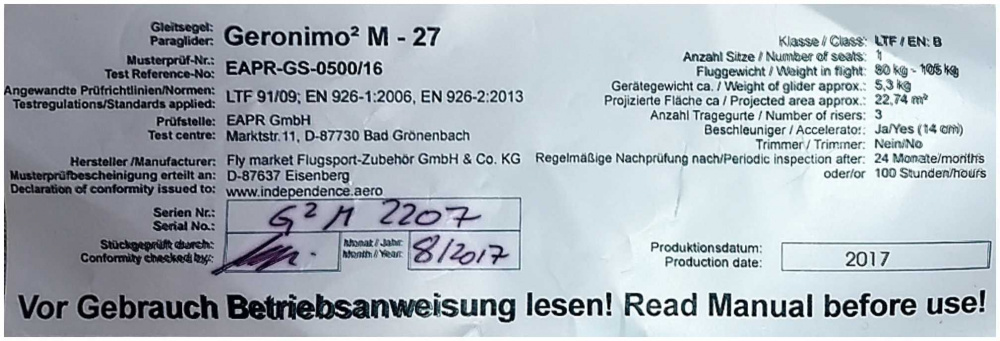 Gleitsegel:
Paraglider: Geronimo² M - 27
Musterprüf-Nr.:
Test Reference-No: EAPR-GS-0500/16
Angewandte Prüfrichtlinien/Normen:
Testregulations/Standards applied: LTF 91/09; EN 926-1:2006, EN 926-2:2013
Prüfstelle: EAPR GmbH
Test centre: Marktstr. 11, D-87730 Bad Grönenbach
Hersteller /Manufacturer: Fly market Flugsport-Zubehör GmbH & Co. KG
Musterprüfbescheinigung erteilt an: D-87637 Eisenberg
Declaration of conformity issued to: www.independence.aero
Serien Nr.:
Serial No.: G²M 2207
Stückgeprüft durch:
Conformity checked by:
Monat / Jahr:
Month / Year: 8/2017
Klasse / Class: LTF / EN: B
Anzahl Sitze / Number of seats: 1
Fluggewicht / Weight in flight: 80 kg - 105 kg
Gerätegewicht ca. / Weight of glider approx.: 5,3 kg
Projizierte Fläche ca / Projected area approx.: 22,74 m²
Anzahl Tragegurte / Number of risers: 3
Beschleuniger / Accelerator: Ja/Yes (14 cm)
Trimmer / Trimmer: Nein/No
Regelmäßige Nachprüfung nach/Periodic inspection after: 24 Monate/months
oder/or 100 Stunden/hours
Produktionsdatum:
Production date: 2017
Vor Gebrauch Betriebsanweisung lesen! Read Manual before use!